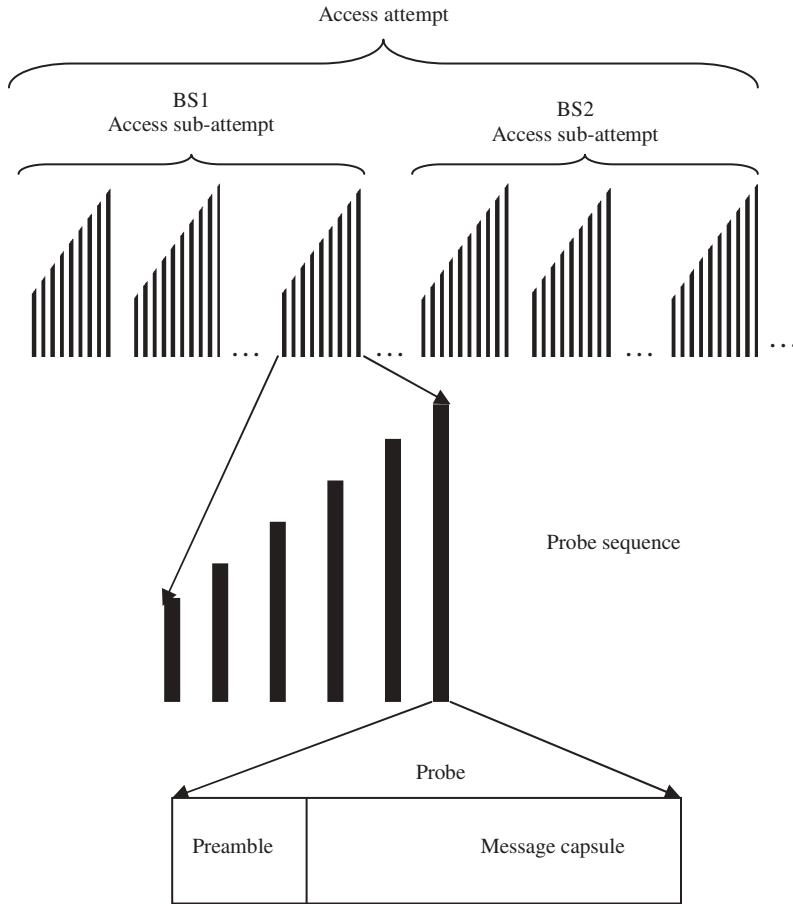 Access attempt
BS1
Access sub-attempt
BS2
Access sub-attempt
... ... ... ...
Probe sequence
Probe
Preamble
Message capsule